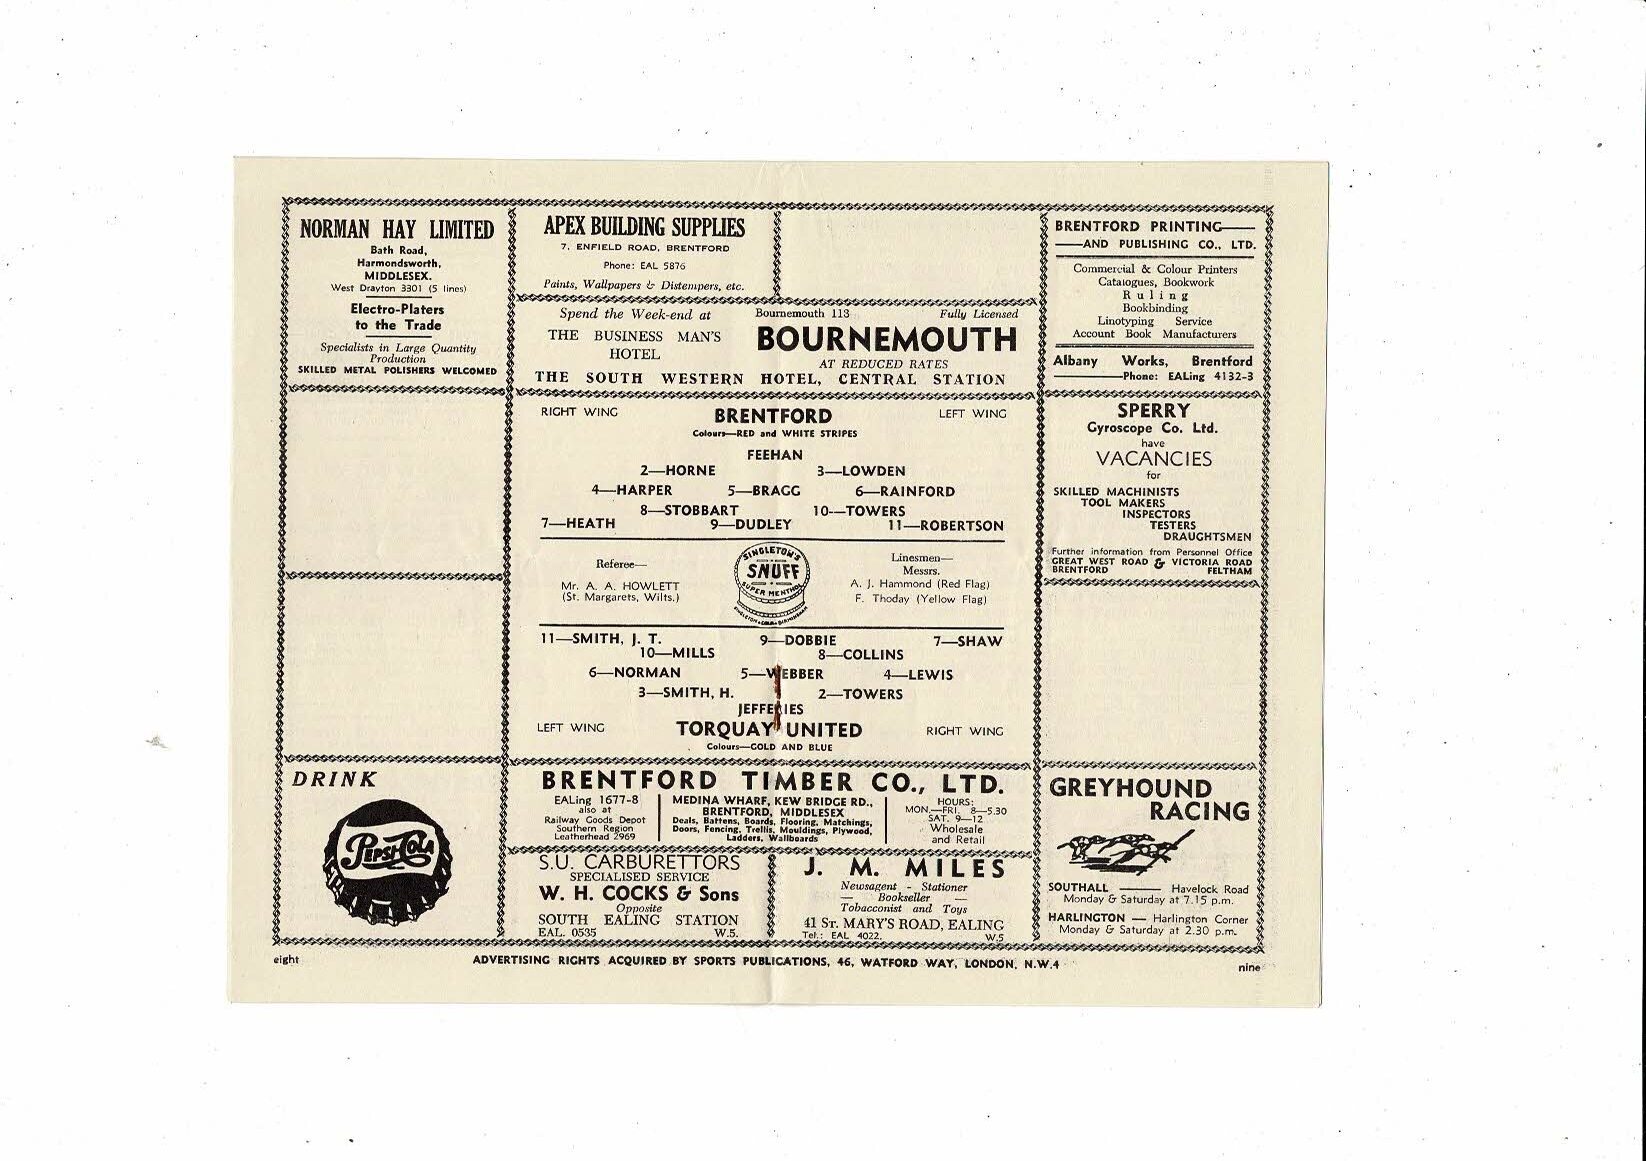 NORMAN HAY LIMITED
Bath Road,
Harmondsworth,
MIDDLESEX.
West Drayton 3301 (5 lines)
Electro-Platers
to the Trade
Specialists in Large Quantity
Production
SKILLED METAL POLISHERS WELCOMED
APEX BUILDING SUPPLIES
7, ENFIELD ROAD, BRENTFORD
Phone: EAL 5876
Paints, Wallpapers & Distempers, etc.
BRENTFORD PRINTING—
—AND PUBLISHING CO., LTD.
Commercial & Colour Printers
Catalogues, Bookwork
Ruling
Bookbinding
Linotyping Service
Account Book Manufacturers
Albany Works, Brentford
—Phone: EALing 4132-3
Spend the Week-end at Bournemouth 113 Fully Licensed
THE BUSINESS MAN'S
HOTEL
BOURNEMOUTH
AT REDUCED RATES
THE SOUTH WESTERN HOTEL, CENTRAL STATION
RIGHT WING BRENTFORD LEFT WING
Colours—RED and WHITE STRIPES
FEEHAN
2—HORNE 3—LOWDEN
4—HARPER 5—BRAGG 6—RAINFORD
8—STOBBART 10—TOWERS
7—HEATH 9—DUDLEY 11—ROBERTSON
Referee—
Mr. A. A. HOWLETT
(St. Margarets, Wilts.)
SINGLETON'S
SNUFF
SUPER MENTHOL
Linesmen—
Messrs.
A. J. Hammond (Red Flag)
F. Thoday (Yellow Flag)
11—SMITH, J. T. 9—DOBBIE 7—SHAW
10—MILLS 8—COLLINS
6—NORMAN 5—WEBBER 4—LEWIS
3—SMITH, H. 2—TOWERS
JEFFERIES
LEFT WING TORQUAY UNITED RIGHT WING
Colours—GOLD AND BLUE
SPERRY
Gyroscope Co. Ltd.
have
VACANCIES
for
SKILLED MACHINISTS
TOOL MAKERS
INSPECTORS
TESTERS
DRAUGHTSMEN
Further information from Personnel Office
GREAT WEST ROAD & VICTORIA ROAD
BRENTFORD FELTHAM
DRINK
PEPSI-COLA
BRENTFORD TIMBER CO., LTD.
EALing 1677-8
also at
Railway Goods Depot
Southern Region
Leatherhead 2969
MEDINA WHARF, KEW BRIDGE RD.,
BRENTFORD, MIDDLESEX
Deals, Battens, Boards, Flooring, Matchings,
Doors, Fencing, Trellis, Mouldings, Plywood,
Ladders, Wallboards
HOURS:
MON.—FRI. 8—5.30
SAT. 9—12
Wholesale
and Retail
S.U. CARBURETTORS
SPECIALISED SERVICE
W. H. COCKS & Sons
Opposite
SOUTH EALING STATION
EAL. 0535 W.5.
J. M. MILES
Newsagent - Stationer
— Bookseller —
Tobacconist and Toys
41 ST. MARY'S ROAD, EALING
Tel.: EAL 4022. W.5
GREYHOUND
RACING
SOUTHALL —— Havelock Road
Monday & Saturday at 7.15 p.m.
HARLINGTON — Harlington Corner
Monday & Saturday at 2.30 p.m.
eight
ADVERTISING RIGHTS ACQUIRED BY SPORTS PUBLICATIONS, 46, WATFORD WAY, LONDON, N.W.4
nine